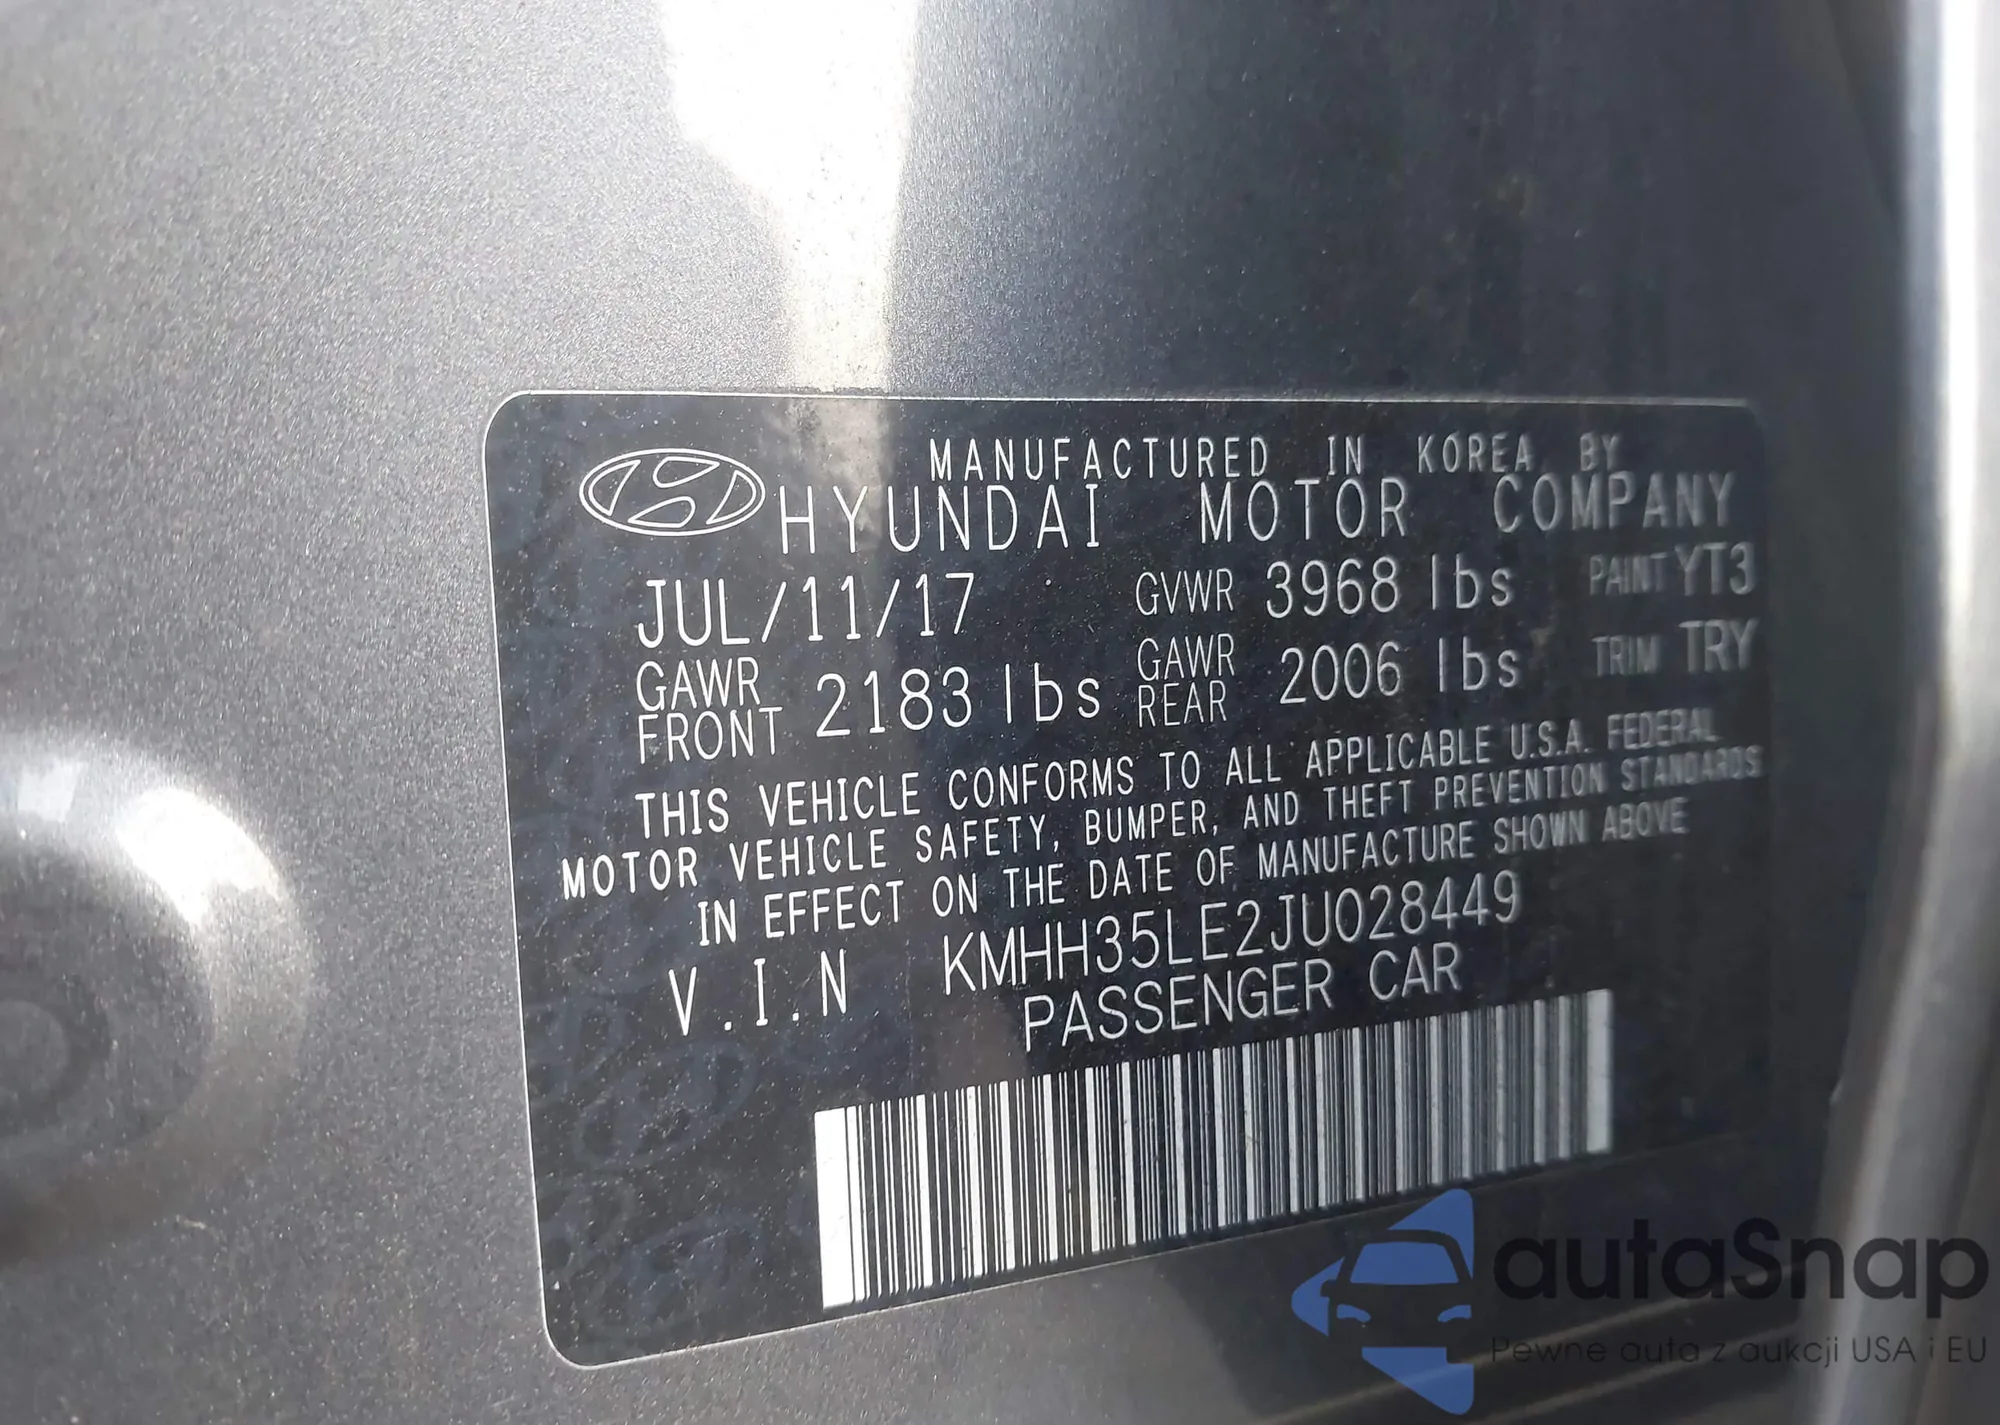 MANUFACTURED IN KOREA BY
HYUNDAI MOTOR COMPANY
JUL/11/17 GVWR 3968 lbs PAINT YT3
GAWR FRONT 2183 lbs GAWR REAR 2006 lbs TRIM TRY
THIS VEHICLE CONFORMS TO ALL APPLICABLE U.S.A. FEDERAL
MOTOR VEHICLE SAFETY, BUMPER, AND THEFT PREVENTION STANDARDS
IN EFFECT ON THE DATE OF MANUFACTURE SHOWN ABOVE
V.I.N KMHH35LE2JU028449
PASSENGER CAR
autaSnap
Pewne auta z aukcji USA i EU